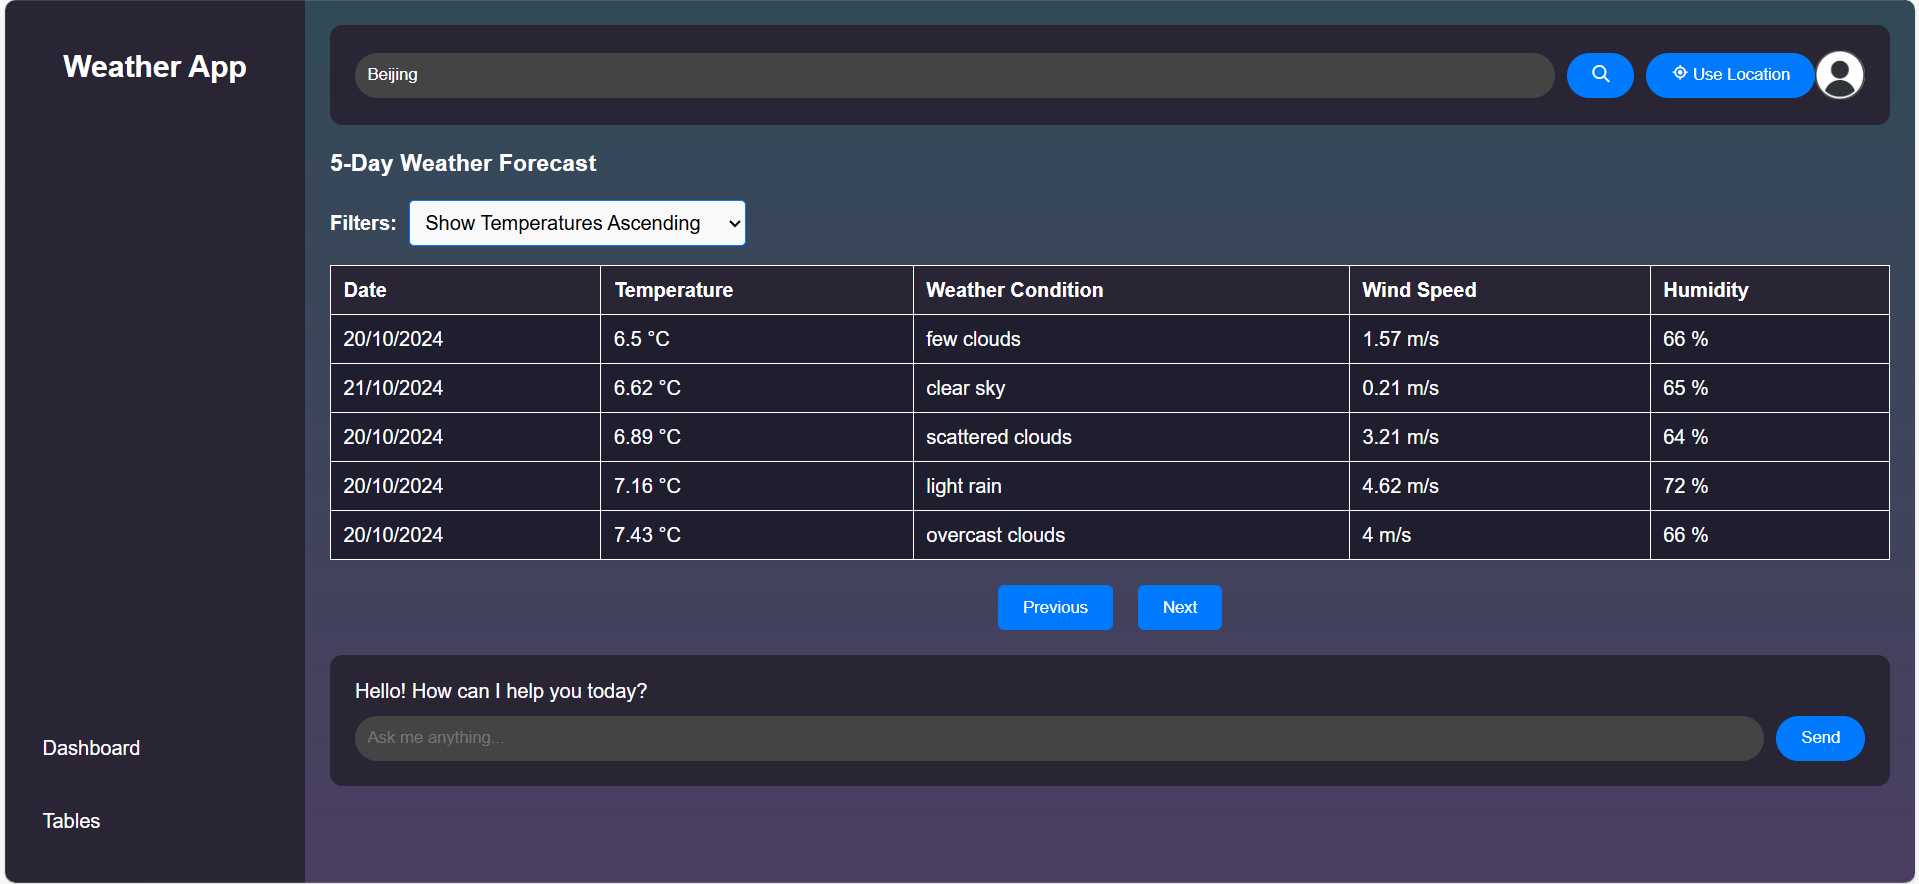 Weather App
Beijing
Use Location
5-Day Weather Forecast
Filters: Show Temperatures Ascending
Date Temperature Weather Condition Wind Speed Humidity
20/10/2024 6.5 °C few clouds 1.57 m/s 66 %
21/10/2024 6.62 °C clear sky 0.21 m/s 65 %
20/10/2024 6.89 °C scattered clouds 3.21 m/s 64 %
20/10/2024 7.16 °C light rain 4.62 m/s 72 %
20/10/2024 7.43 °C overcast clouds 4 m/s 66 %
Previous Next
Hello! How can I help you today?
Ask me anything... Send
Dashboard
Tables